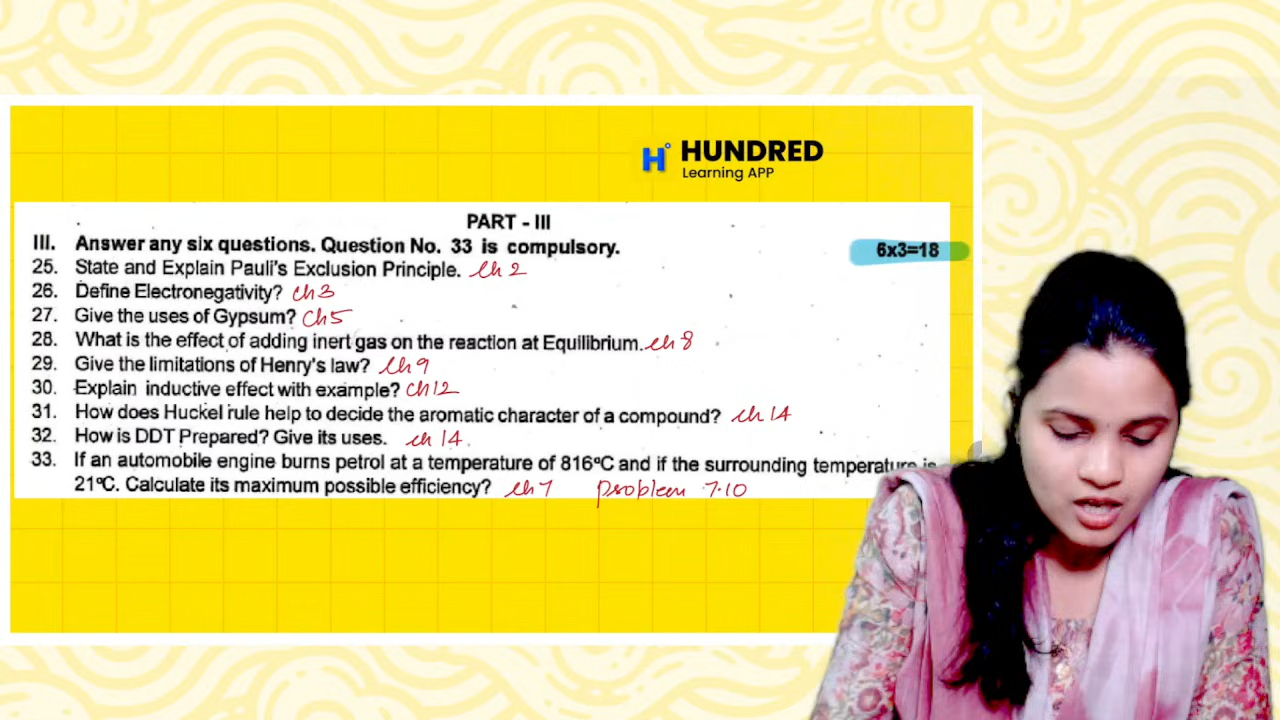 H° HUNDRED
Learning APP
PART - III
III. Answer any six questions. Question No. 33 is compulsory. 6x3=18
25. State and Explain Pauli's Exclusion Principle. ch 2
26. Define Electronegativity? ch 3
27. Give the uses of Gypsum? ch 5
28. What is the effect of adding inert gas on the reaction at Equilibrium. ch 8
29. Give the limitations of Henry's law? ch 9
30. Explain inductive effect with example? ch 12
31. How does Huckel rule help to decide the aromatic character of a compound? ch 14
32. How is DDT Prepared? Give its uses. ch 14.
33. If an automobile engine burns petrol at a temperature of 816°C and if the surrounding temperature is
21°C. Calculate its maximum possible efficiency? ch 7 problem 7.10